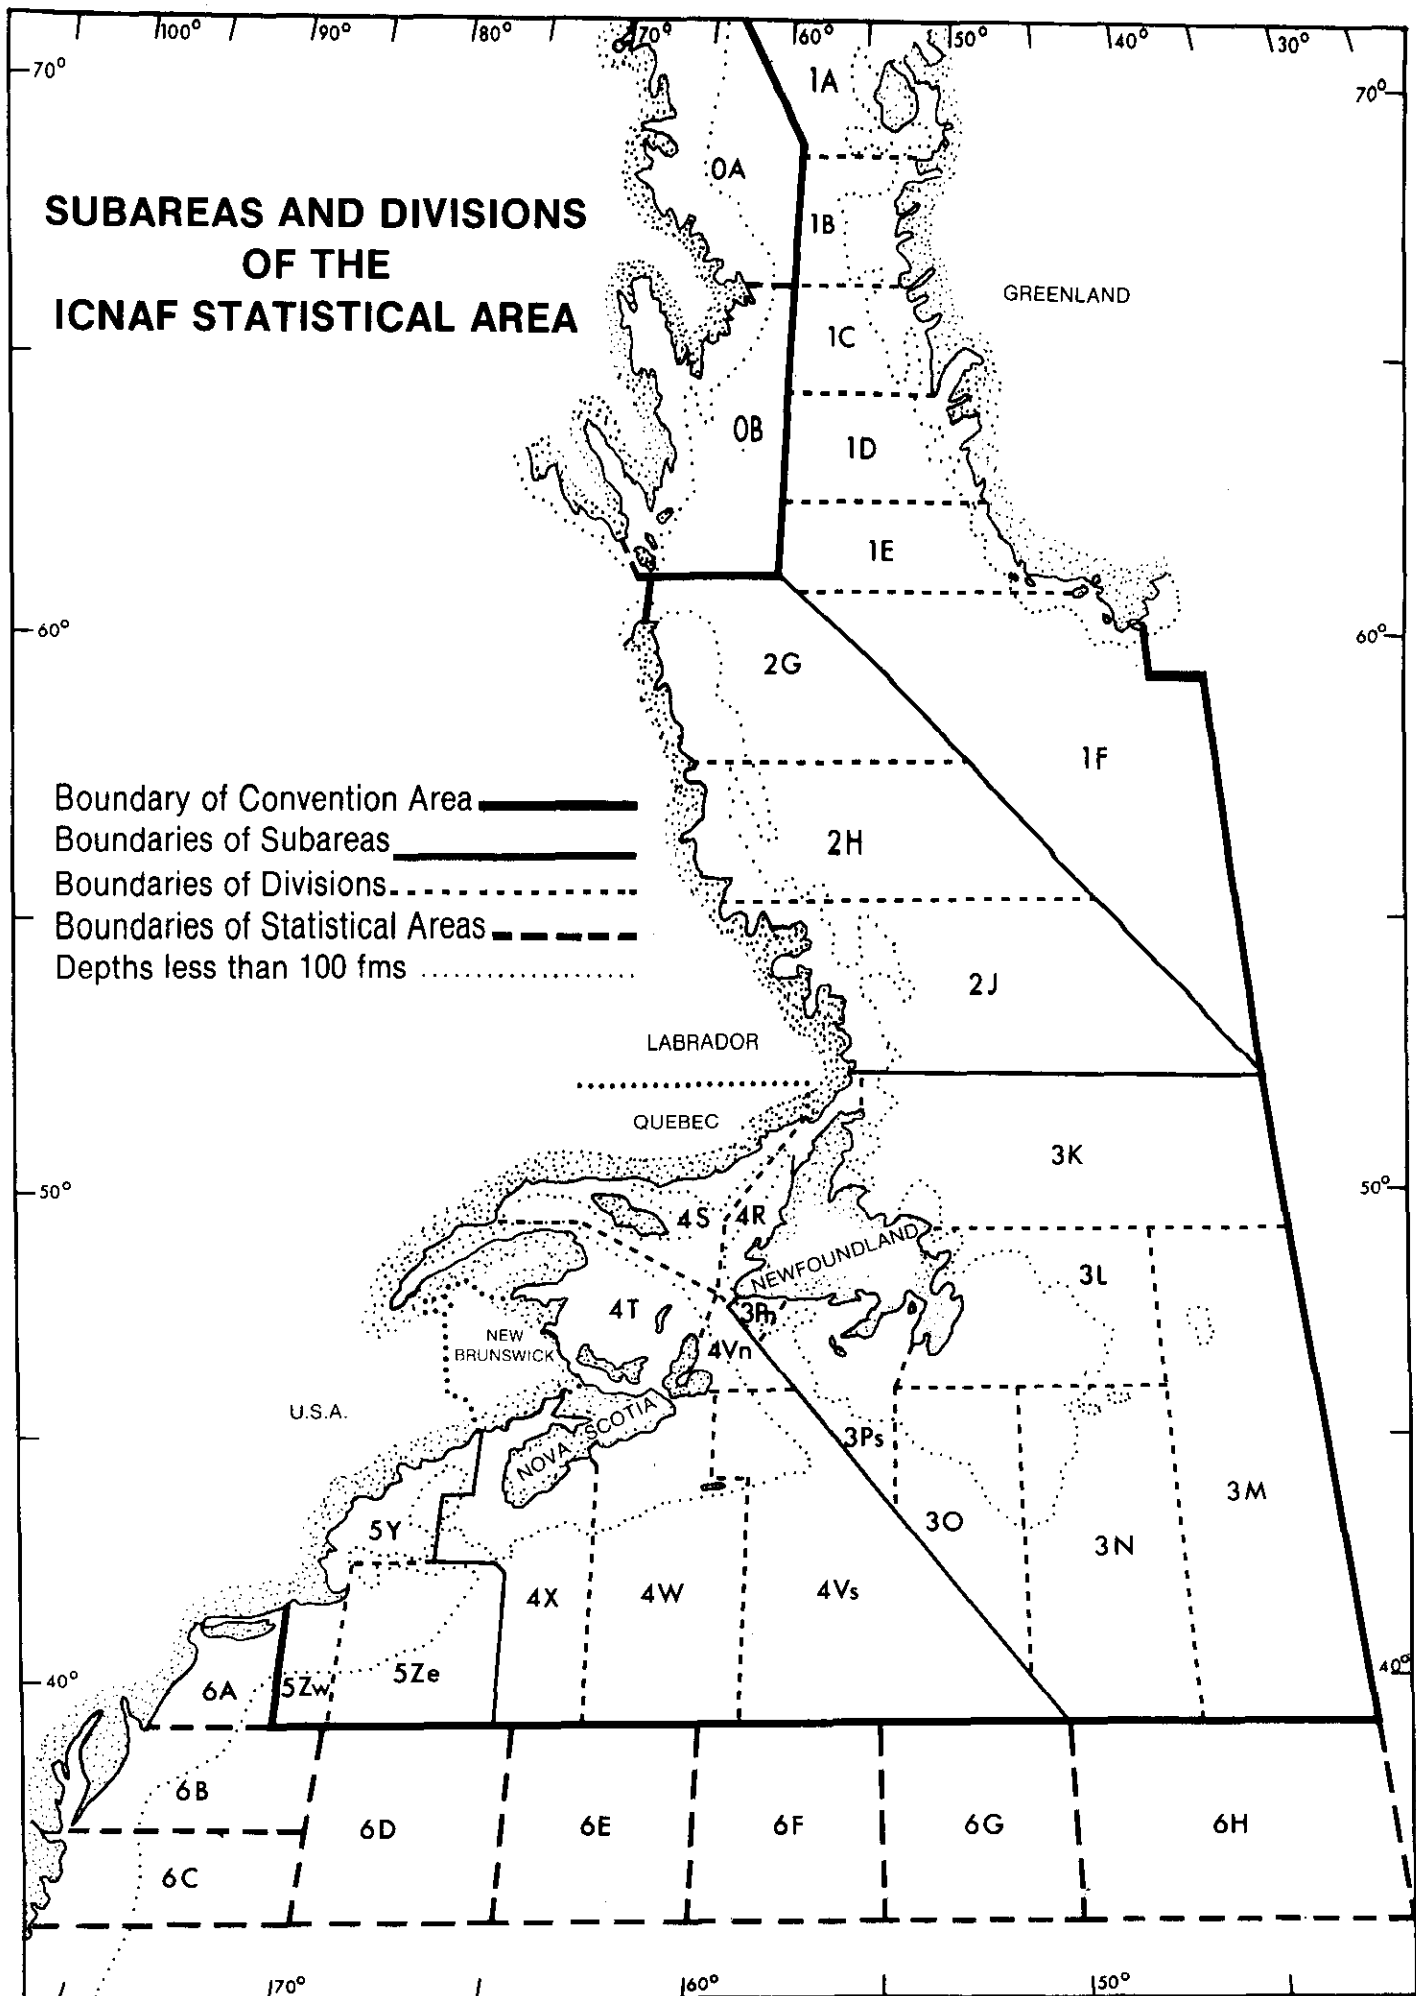 100° 90° 80° 70° 60° 50° 40° 30°
70° 70°
1A
0A
SUBAREAS AND DIVISIONS
OF THE
ICNAF STATISTICAL AREA
1B
GREENLAND
1C
0B
1D
1E
60° 60°
2G
1F
Boundary of Convention Area
Boundaries of Subareas
Boundaries of Divisions
Boundaries of Statistical Areas
Depths less than 100 fms
2H
2J
LABRADOR
QUEBEC
3K
50° 50°
4S 4R
NEWFOUNDLAND
3L
4T 3Pn
NEW
BRUNSWICK
4Vn
U.S.A.
NOVA SCOTIA
3Ps
3M
5Y
3O
3N
4X 4W 4Vs
40° 6A 5Zw 5Ze 40°
6B
6D 6E 6F 6G 6H
6C
70° 60° 50°